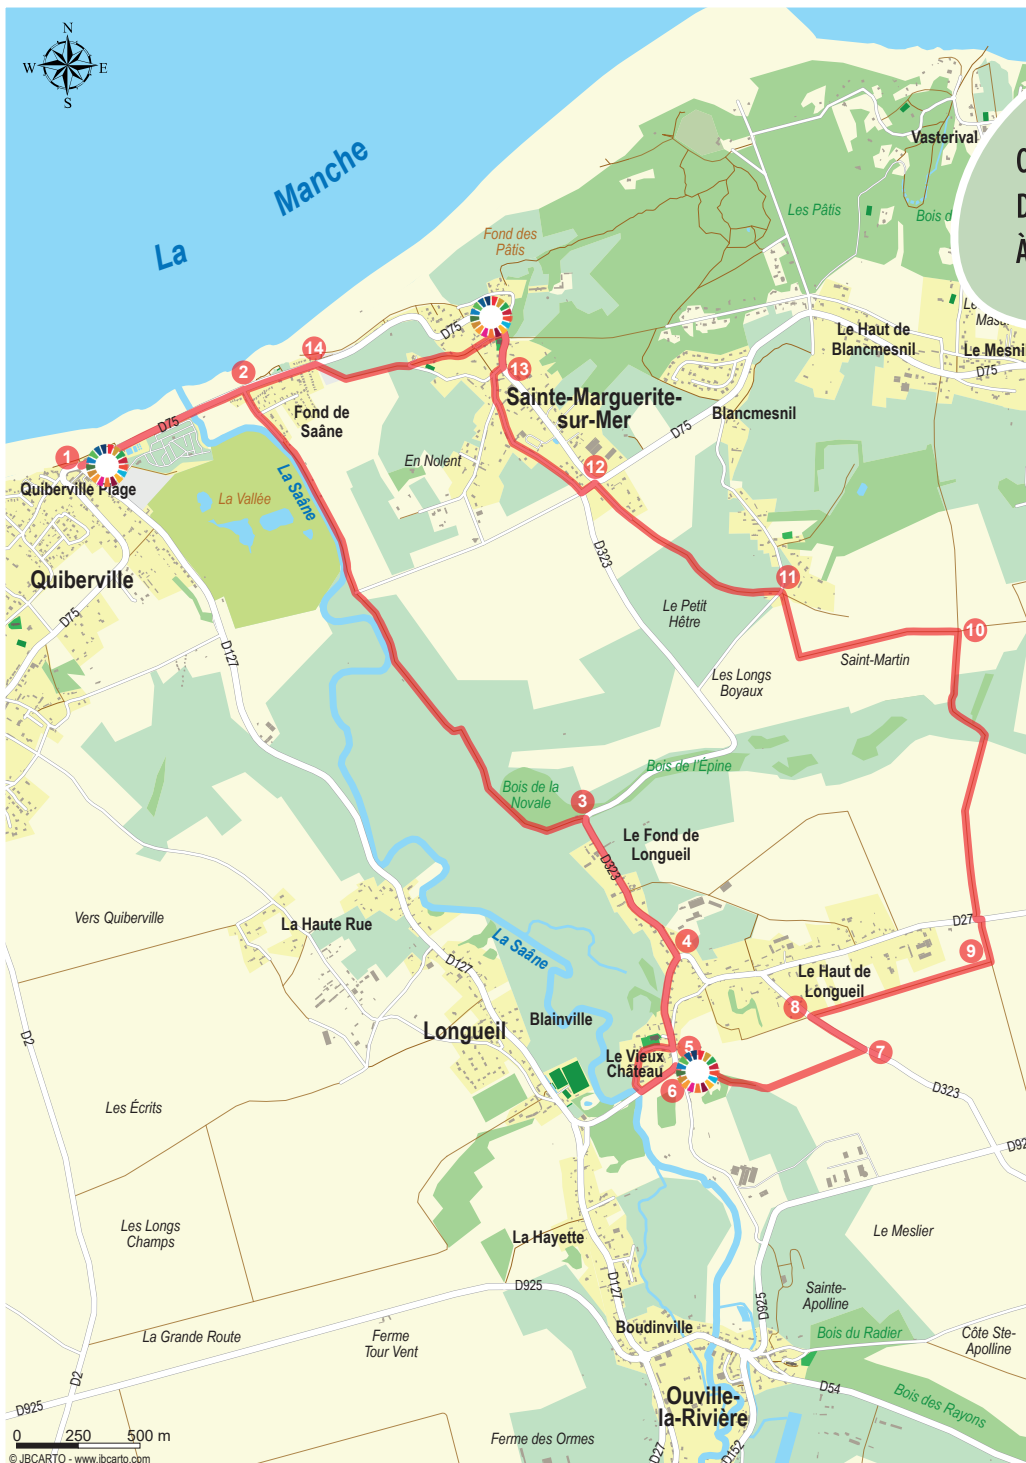 N
W
E
S
La
Manche
Vasterival
C
D
À
Les Pâtis
Bois d
Fond des
Pâtis
D75
Le Haut de
Blancmesnil
Le Mesni
D75
14
2
13
Sainte-Marguerite-
sur-Mer
Blancmesnil
D75
Fond de
Saâne
D75
1
Quiberville Plage
La Vallée
La Saâne
En Nolent
12
D323
Quiberville
D75
D127
Le Petit
Hêtre
11
10
Saint-Martin
Les Longs
Boyaux
Bois de l'Épine
Bois de la
Novale
3
Le Fond de
Longueil
D323
Vers Quiberville
La Haute Rue
La Saâne
D127
4
D27
9
Le Haut de
Longueil
8
Longueil
Blainville
Le Vieux
Château
5
6
7
D2
D323
Les Écrits
D92
Les Longs
Champs
La Hayette
Le Meslier
D925
D127
D925
Sainte-
Apolline
La Grande Route
Ferme
Tour Vent
Boudinville
Bois du Radier
Côte Ste-
Apolline
D2
D925
Ouville-
la-Rivière
D54
Bois des Rayons
Ferme des Ormes
D27
D152
0 250 500 m
© JBCARTO - www.jbcarto.com